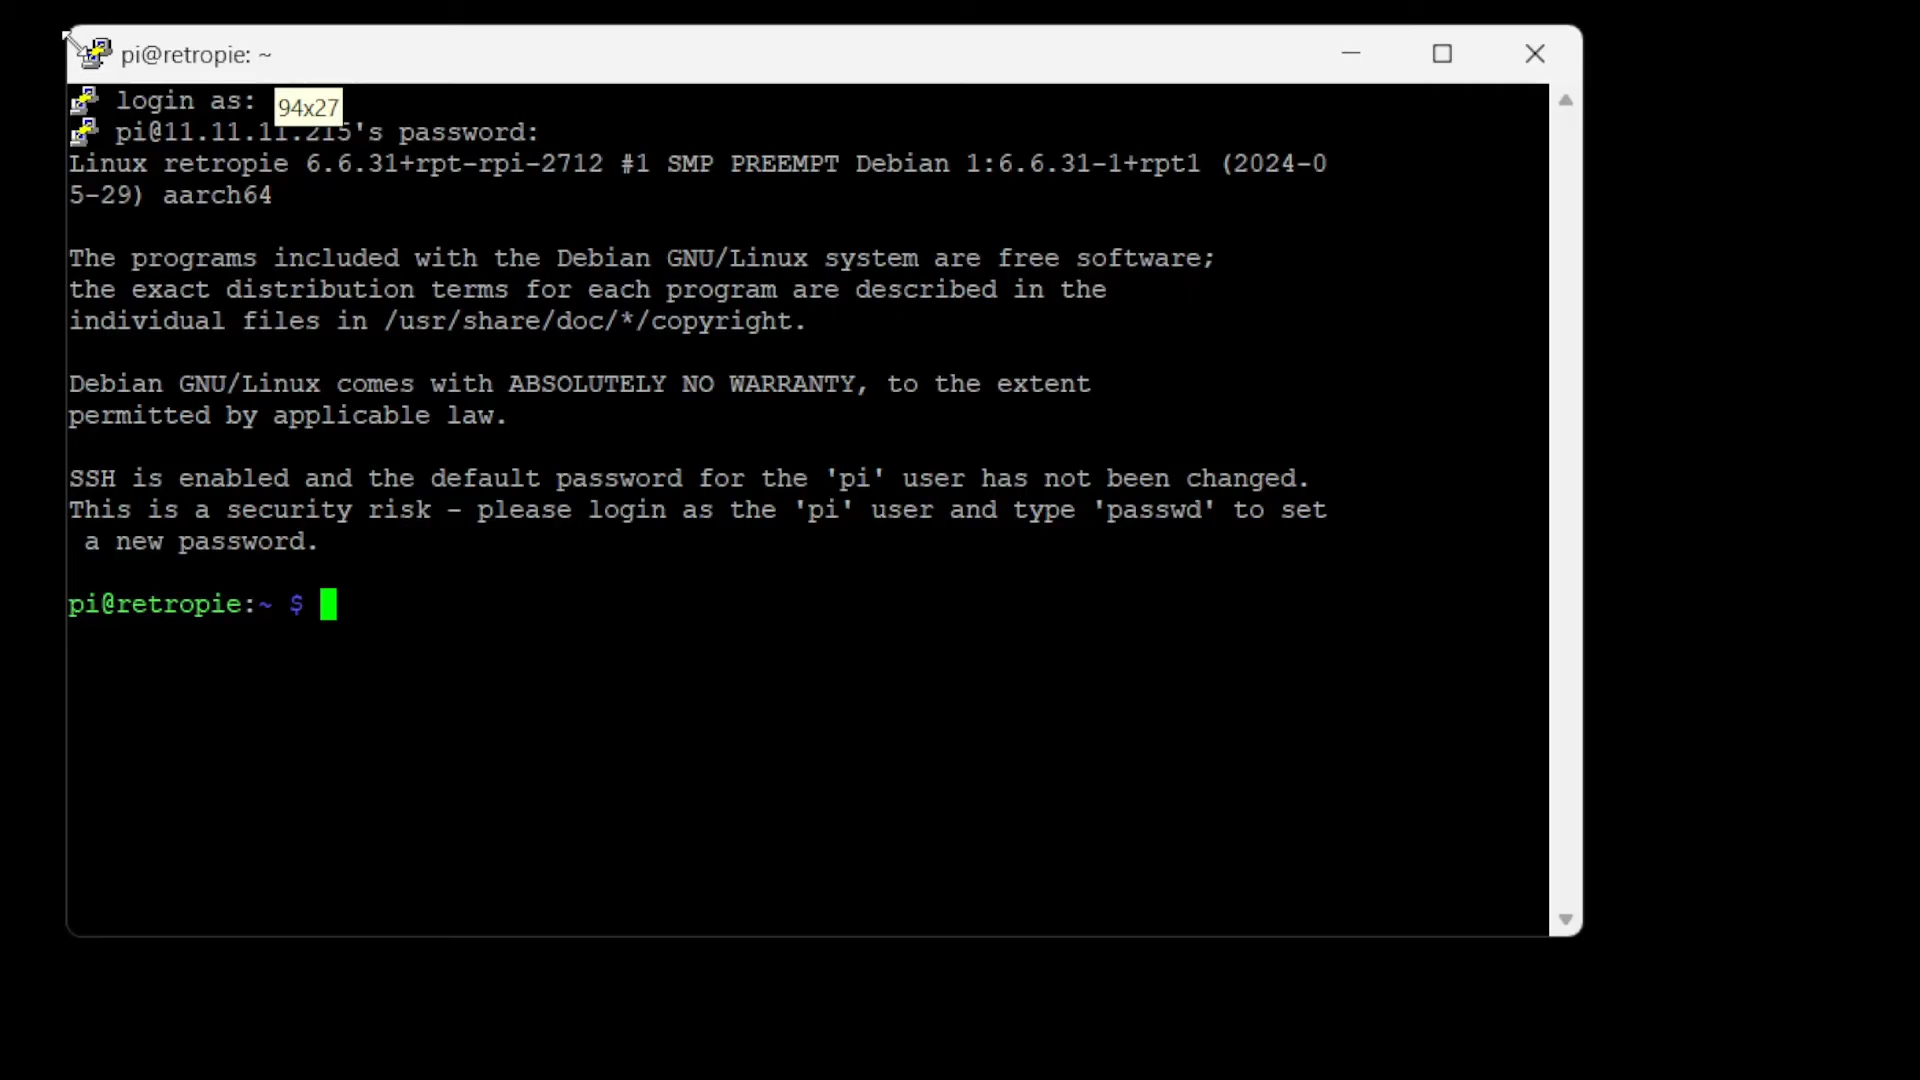 pi@retropie: ~
login as:
94x27
pi@11.11.11.215's password:
Linux retropie 6.6.31+rpt-rpi-2712 #1 SMP PREEMPT Debian 1:6.6.31-1+rpt1 (2024-0
5-29) aarch64
The programs included with the Debian GNU/Linux system are free software;
the exact distribution terms for each program are described in the
individual files in /usr/share/doc/*/copyright.
Debian GNU/Linux comes with ABSOLUTELY NO WARRANTY, to the extent
permitted by applicable law.
SSH is enabled and the default password for the 'pi' user has not been changed.
This is a security risk - please login as the 'pi' user and type 'passwd' to set
a new password.
pi@retropie:~ $